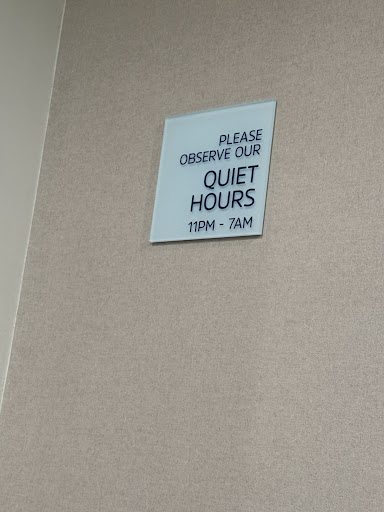 PLEASE
OBSERVE OUR
QUIET
HOURS
11PM - 7AM